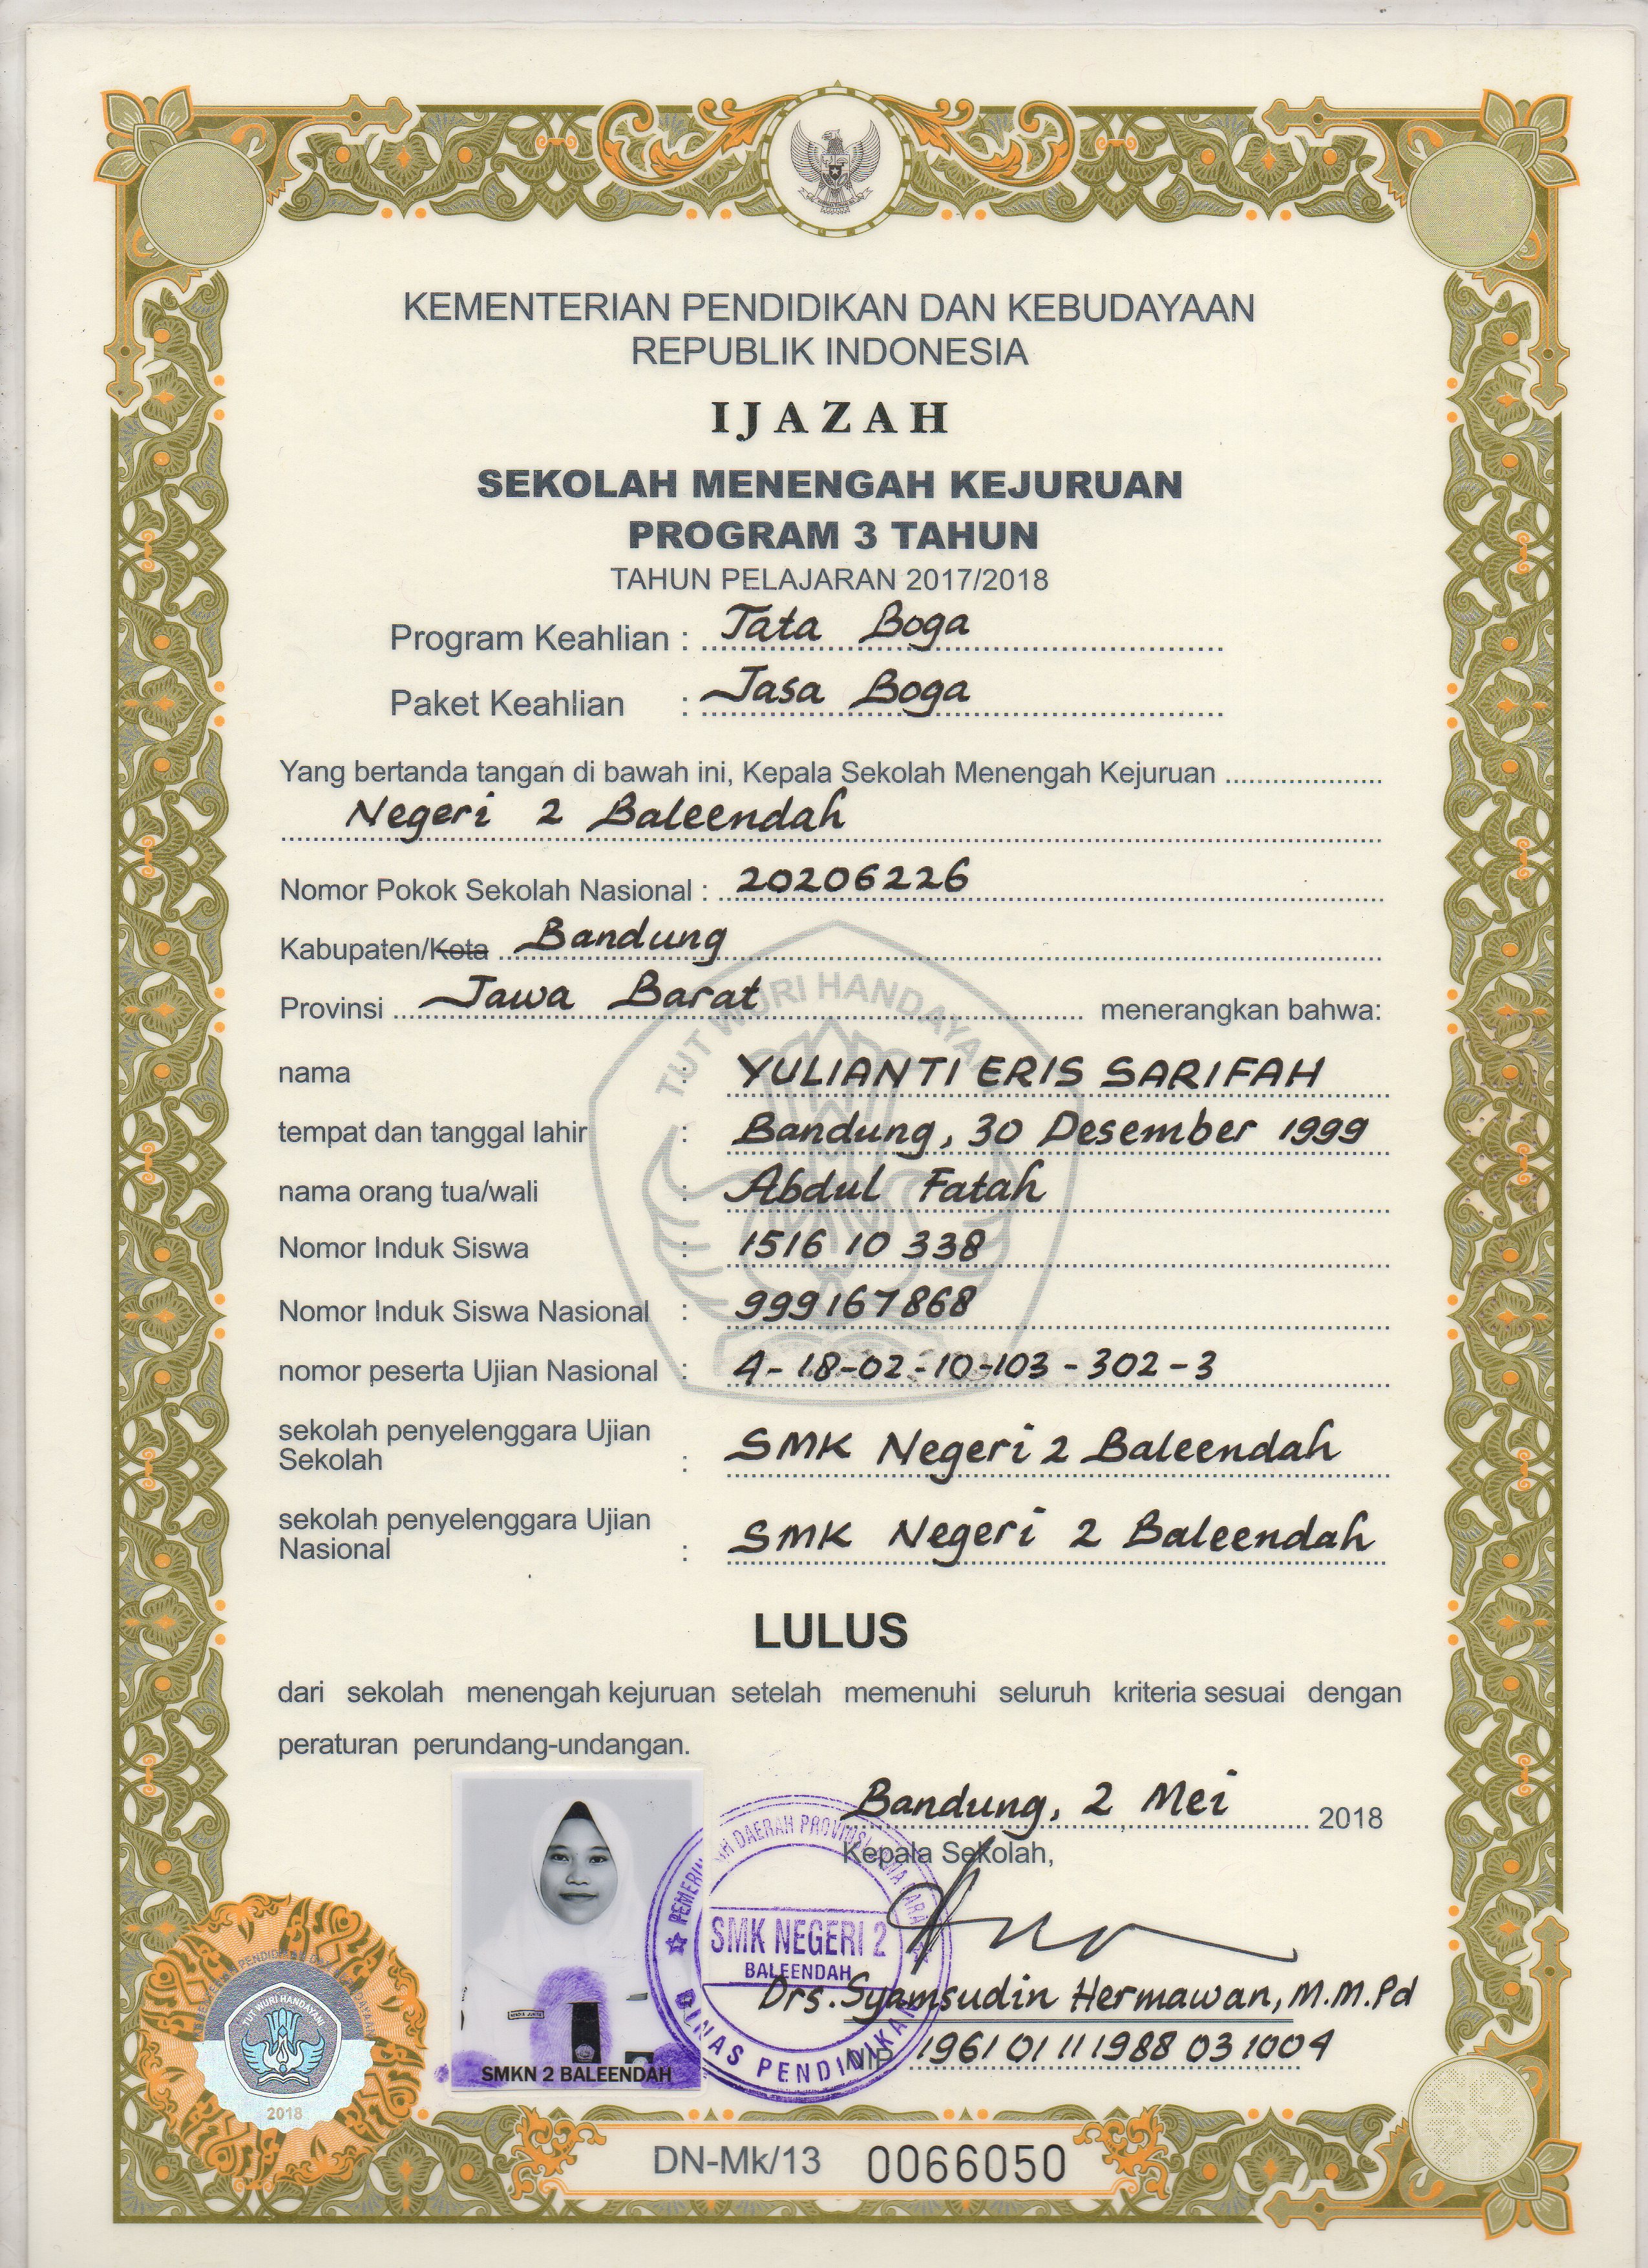 KEMENTERIAN PENDIDIKAN DAN KEBUDAYAAN
REPUBLIK INDONESIA
IJAZAH
SEKOLAH MENENGAH KEJURUAN
PROGRAM 3 TAHUN
TAHUN PELAJARAN 2017/2018
Program Keahlian : Tata Boga
Paket Keahlian : Jasa Boga
Yang bertanda tangan di bawah ini, Kepala Sekolah Menengah Kejuruan
Negeri 2 Baleendah
Nomor Pokok Sekolah Nasional : 20206226
Kabupaten/Kota Bandung
Provinsi Jawa Barat menerangkan bahwa:
TUT WURI HANDAYANI
nama : YULIANTI ERIS SARIFAH
tempat dan tanggal lahir : Bandung, 30 Desember 1999
nama orang tua/wali : Abdul Fatah
Nomor Induk Siswa : 1516 10 338
Nomor Induk Siswa Nasional : 999167868
nomor peserta Ujian Nasional : 4-18-02-10-103-302-3
sekolah penyelenggara Ujian
Sekolah : SMK Negeri 2 Baleendah
sekolah penyelenggara Ujian
Nasional : SMK Negeri 2 Baleendah
LULUS
dari sekolah menengah kejuruan setelah memenuhi seluruh kriteria sesuai dengan
peraturan perundang-undangan.
Bandung, 2 Mei 2018
Kepala Sekolah,
DAERAH PROVINSI
SMK NEGERI 2
BALEENDAH
DINAS PENDIDIKAN
Drs. Syamsudin Hermawan, M.M.Pd
NIP. 1961 01 11 1988 03 1004
SMKN 2 BALEENDAH
TUT WURI HANDAYANI
2018
DN-Mk/13 0066050